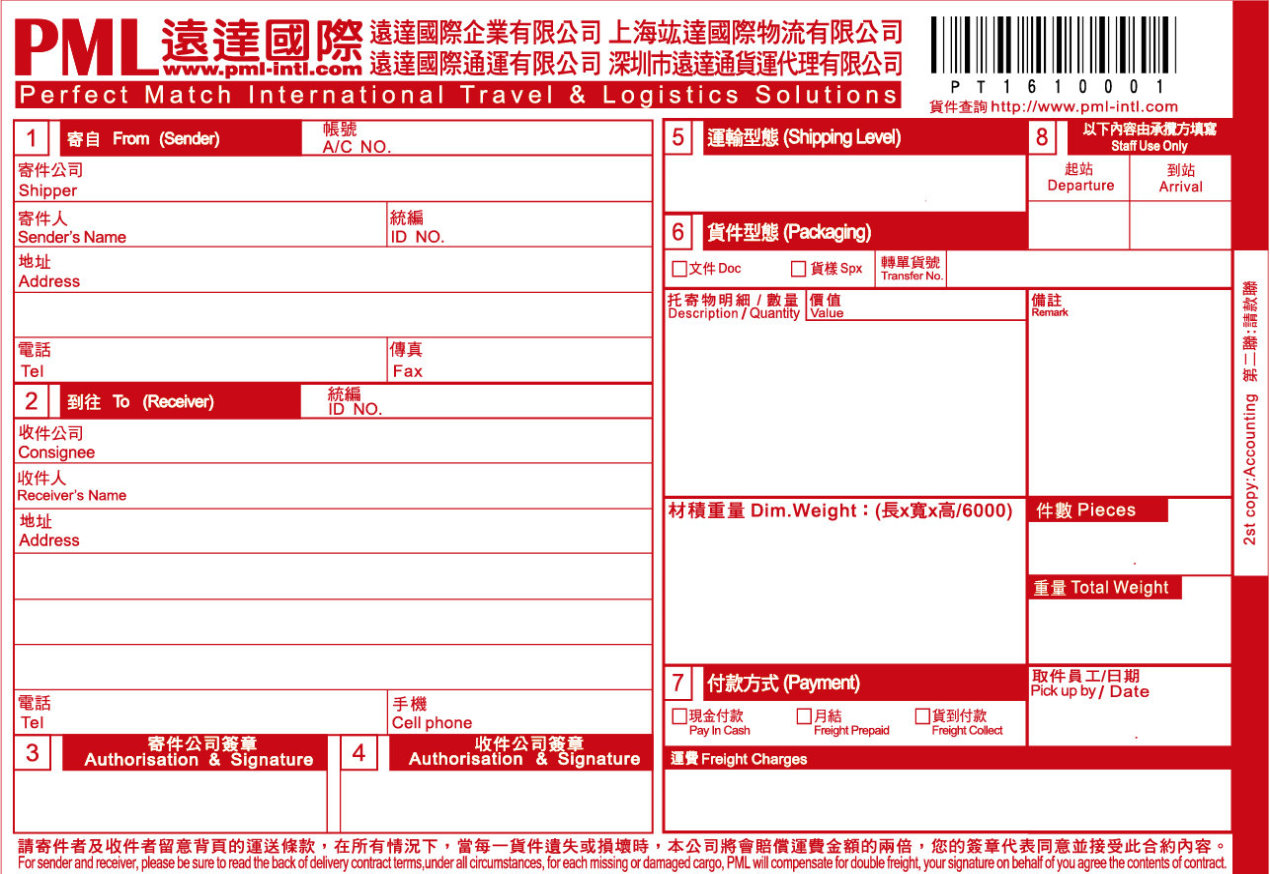 PML 遠達國際
www.pml-intl.com
遠達國際企業有限公司 上海竑達國際物流有限公司
遠達國際通運有限公司 深圳市遠達通貨運代理有限公司
Perfect Match International Travel & Logistics Solutions
PT1610001
貨件查詢http://www.pml-intl.com
1 寄自 From (Sender)
帳號
A/C NO.
寄件公司
Shipper
寄件人
Sender's Name
統編
ID NO.
地址
Address
電話
Tel
傳真
Fax
2 到往 To (Receiver)
統編
ID NO.
收件公司
Consignee
收件人
Receiver's Name
地址
Address
電話
Tel
手機
Cell phone
3 寄件公司簽章
Authorisation & Signature
4 收件公司簽章
Authorisation & Signature
5 運輸型態 (Shipping Level)
6 貨件型態 (Packaging)
文件 Doc
貨樣 Spx
轉單貨號
Transfer No.
托寄物明細 / 數量
Description / Quantity
價值
Value
材積重量 Dim.Weight：(長x寬x高/6000)
7 付款方式 (Payment)
現金付款
Pay In Cash
月結
Freight Prepaid
貨到付款
Freight Collect
運費 Freight Charges
8 以下內容由承攬方填寫
Staff Use Only
起站
Departure
到站
Arrival
備註
Remark
件數 Pieces
重量 Total Weight
取件員工/日期
Pick up by / Date
2st copy:Accounting 第二聯:請款聯
請寄件者及收件者留意背頁的運送條款，在所有情況下，當每一貨件遺失或損壞時，本公司將會賠償運費金額的兩倍，您的簽章代表同意並接受此合約內容。
For sender and receiver, please be sure to read the back of delivery contract terms,under all circumstances, for each missing or damaged cargo, PML will compensate for double freight, your signature on behalf of you agree the contents of contract.